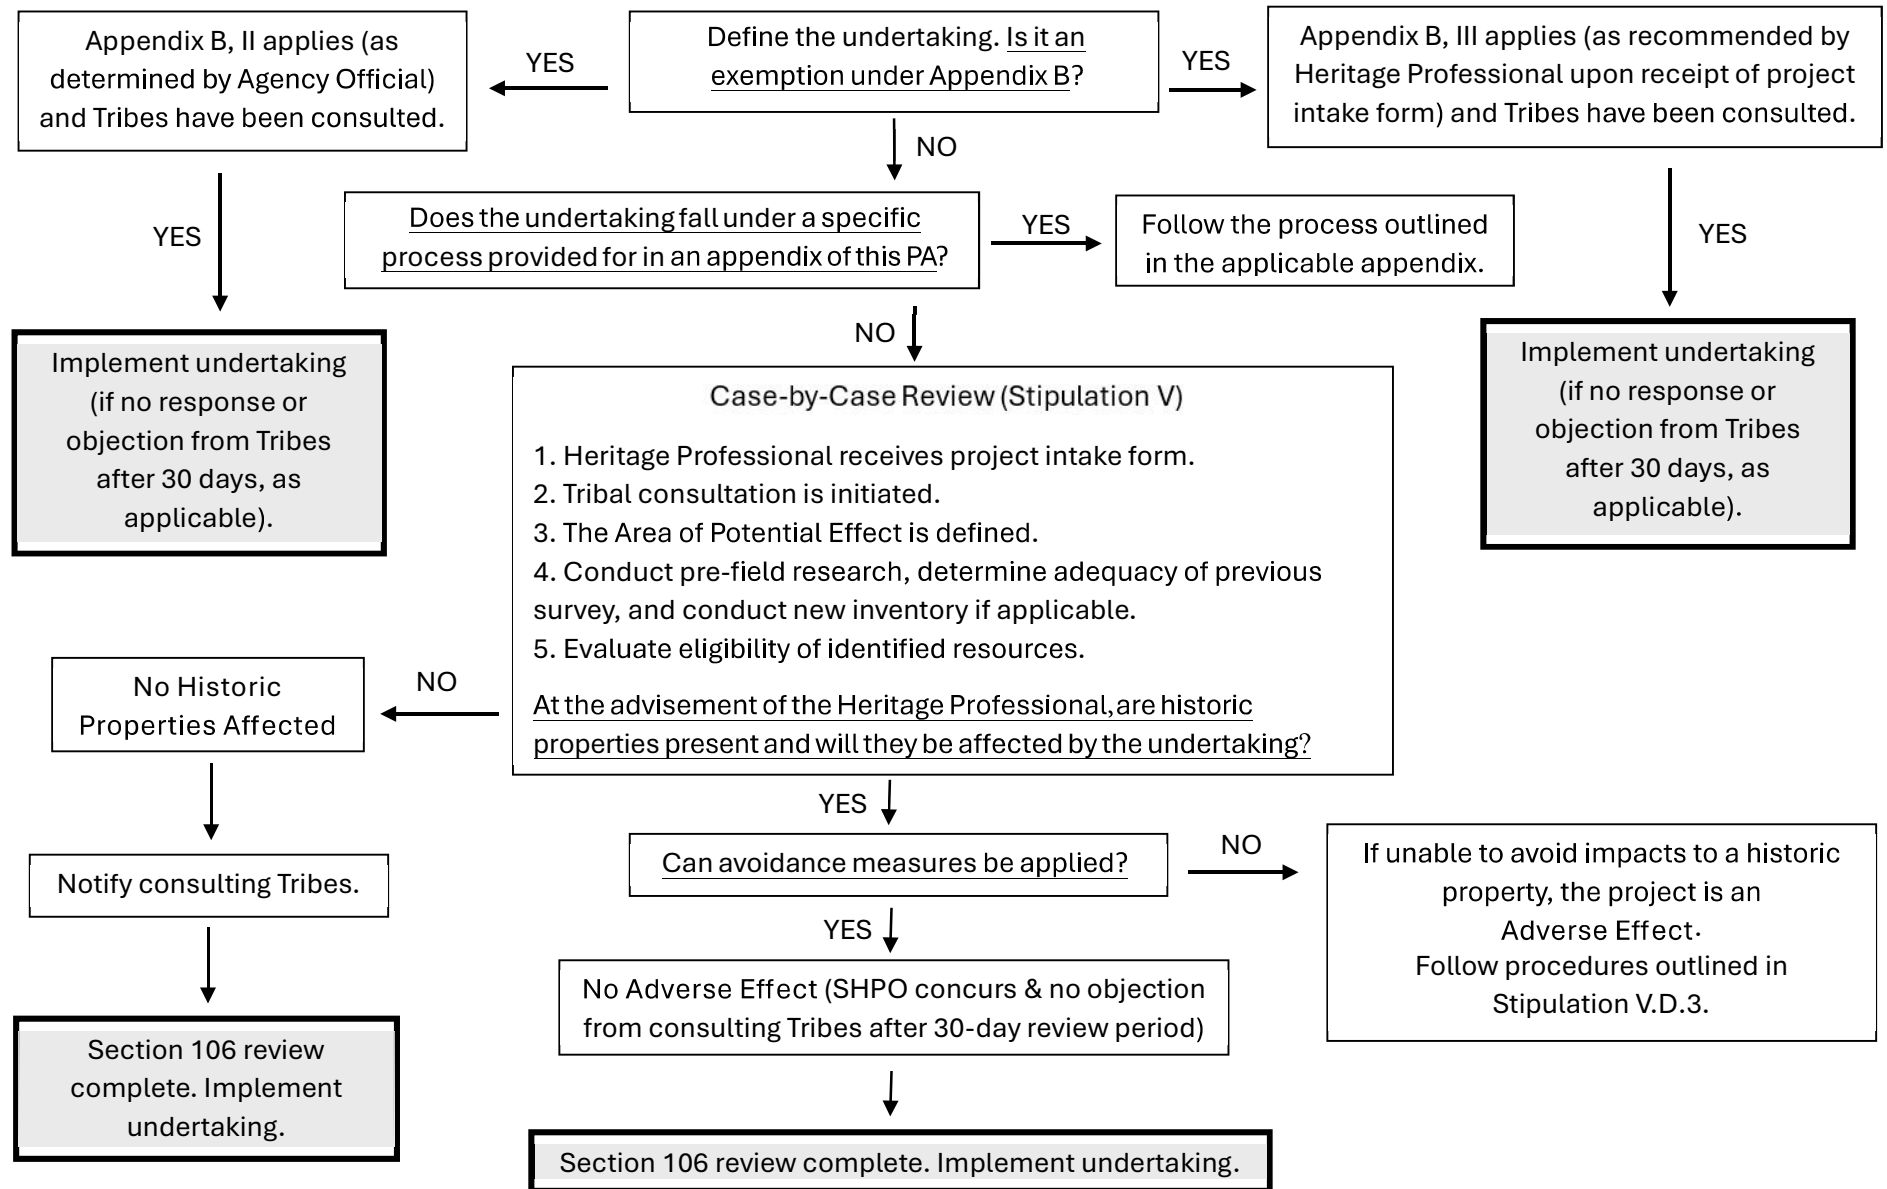 Appendix B, II applies (as
determined by Agency Official)
and Tribes have been consulted.
YES
Define the undertaking. Is it an
exemption under Appendix B?
YES
Appendix B, III applies (as recommended by
Heritage Professional upon receipt of project
intake form) and Tribes have been consulted.
NO
YES
Does the undertaking fall under a specific
process provided for in an appendix of this PA?
YES
Follow the process outlined
in the applicable appendix.
YES
NO
Implement undertaking
(if no response or
objection from Tribes
after 30 days, as
applicable).
Implement undertaking
(if no response or
objection from Tribes
after 30 days, as
applicable).
Case-by-Case Review (Stipulation V)
1. Heritage Professional receives project intake form.
2. Tribal consultation is initiated.
3. The Area of Potential Effect is defined.
4. Conduct pre-field research, determine adequacy of previous
survey, and conduct new inventory if applicable.
5. Evaluate eligibility of identified resources.
At the advisement of the Heritage Professional, are historic
properties present and will they be affected by the undertaking?
NO
No Historic
Properties Affected
Notify consulting Tribes.
Section 106 review
complete. Implement
undertaking.
YES
Can avoidance measures be applied?
NO
If unable to avoid impacts to a historic
property, the project is an
Adverse Effect.
Follow procedures outlined in
Stipulation V.D.3.
YES
No Adverse Effect (SHPO concurs & no objection
from consulting Tribes after 30-day review period)
Section 106 review complete. Implement undertaking.